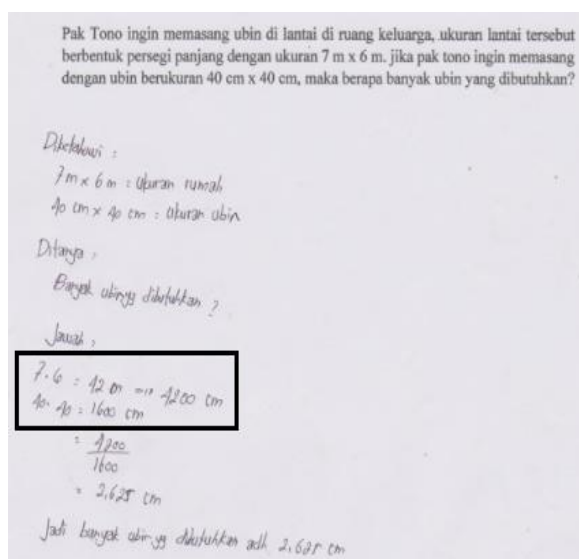 Pak Tono ingin memasang ubin di lantai di ruang keluarga, ukuran lantai tersebut
berbentuk persegi panjang dengan ukuran 7 m x 6 m. jika pak tono ingin memasang
dengan ubin berukuran 40 cm x 40 cm, maka berapa banyak ubin yang dibutuhkan?
Diketahui :
7 m x 6 m : Ukuran rumah
40 cm x 40 cm : Ukuran ubin
Ditanya :
Banyak ubin yg dibutuhkan ?
Jawab :
7.6 = 42 m => 4200 cm
40.40 = 1600 cm
= 4200
1600
= 2,625 cm
Jadi banyak ubin yg dibutuhkan adh 2,625 cm